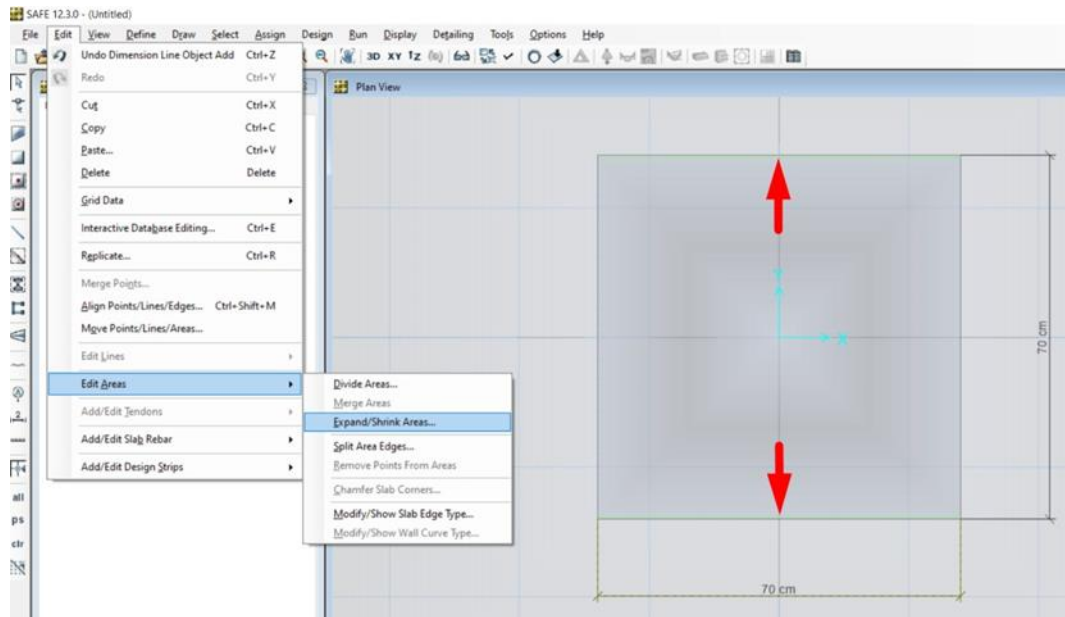 SAFE 12.3.0 - (Untitled)
File Edit View Define Draw Select Assign Design Run Display Detailing Tools Options Help
3D XY
Undo Dimension Line Object Add Ctrl+Z
Redo Ctrl+Y
Cut Ctrl+X
Copy Ctrl+C
Paste... Ctrl+V
Delete Delete
Grid Data
Interactive Database Editing... Ctrl+E
Replicate... Ctrl+R
Merge Points...
Align Points/Lines/Edges... Ctrl+Shift+M
Move Points/Lines/Areas...
Edit Lines
Edit Areas
Add/Edit Tendons
Add/Edit Slab Rebar
Add/Edit Design Strips
Divide Areas...
Merge Areas
Expand/Shrink Areas...
Split Area Edges...
Remove Points From Areas
Chamfer Slab Corners...
Modify/Show Slab Edge Type...
Modify/Show Wall Curve Type...
all
ps
clr
Plan View
Y
X
70 cm
70 cm